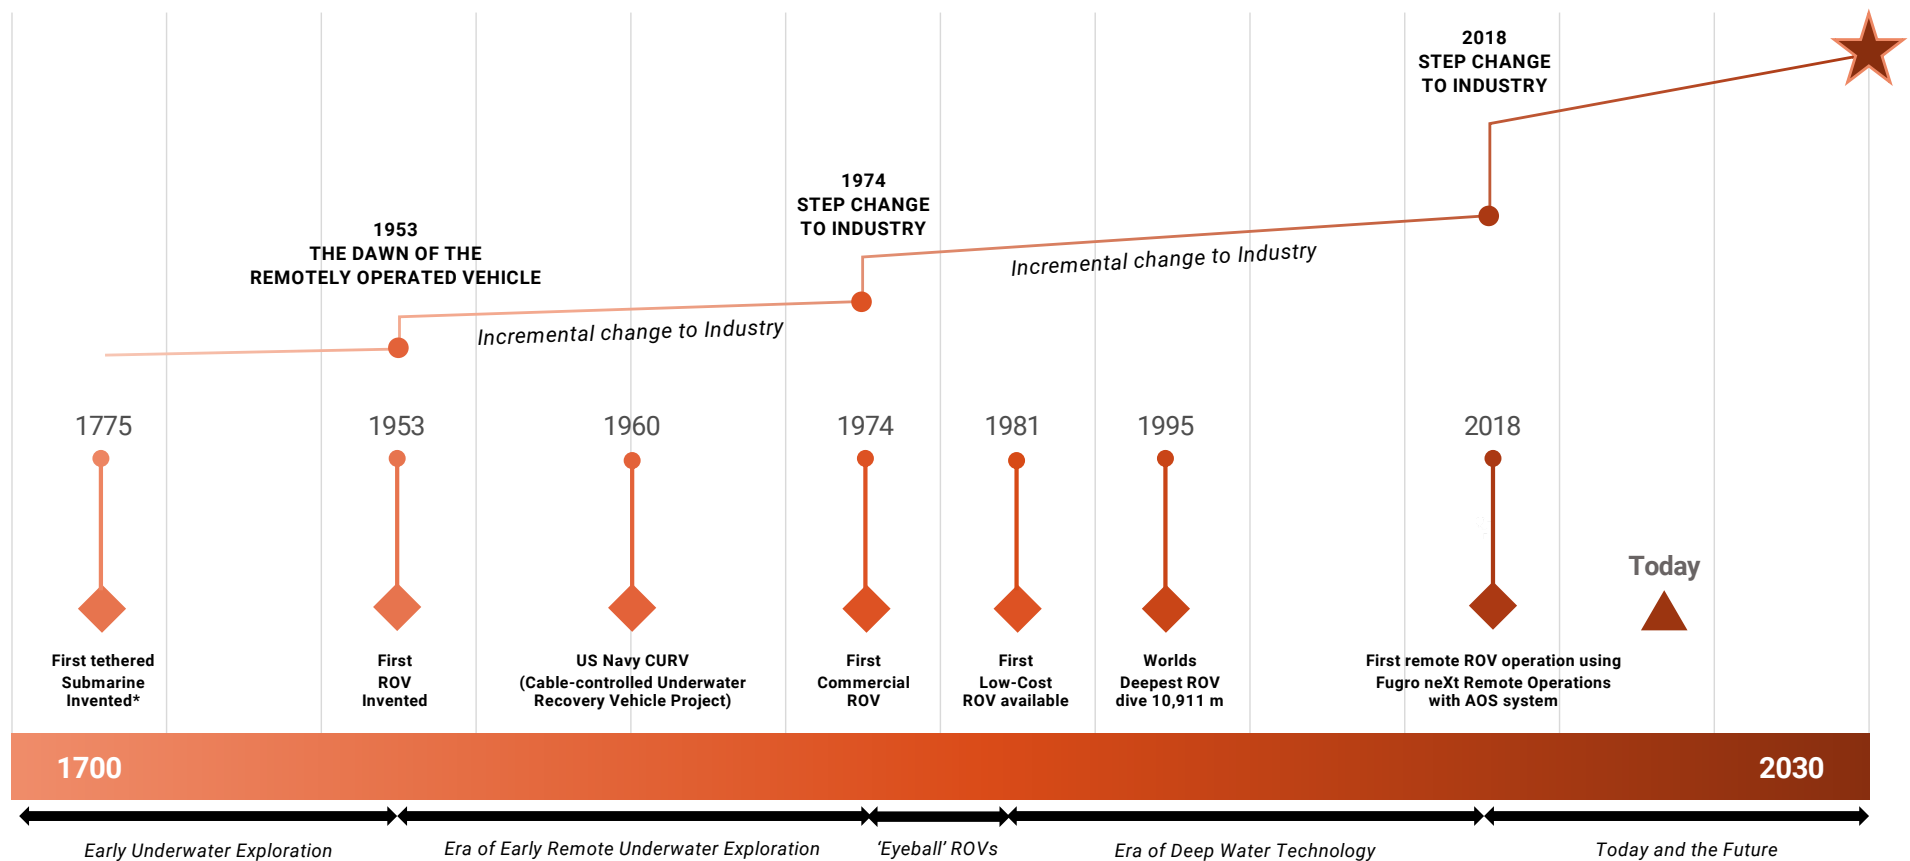 2018
STEP CHANGE
TO INDUSTRY
1974
STEP CHANGE
TO INDUSTRY
1953
THE DAWN OF THE
REMOTELY OPERATED VEHICLE
Incremental change to Industry
Incremental change to Industry
1775
1953
1960
1974
1981
1995
2018
Today
First tethered
Submarine
Invented*
First
ROV
Invented
US Navy CURV
(Cable-controlled Underwater
Recovery Vehicle Project)
First
Commercial
ROV
First
Low-Cost
ROV available
Worlds
Deepest ROV
dive 10,911 m
First remote ROV operation using
Fugro neXt Remote Operations
with AOS system
1700
2030
Early Underwater Exploration
Era of Early Remote Underwater Exploration
‘Eyeball’ ROVs
Era of Deep Water Technology
Today and the Future